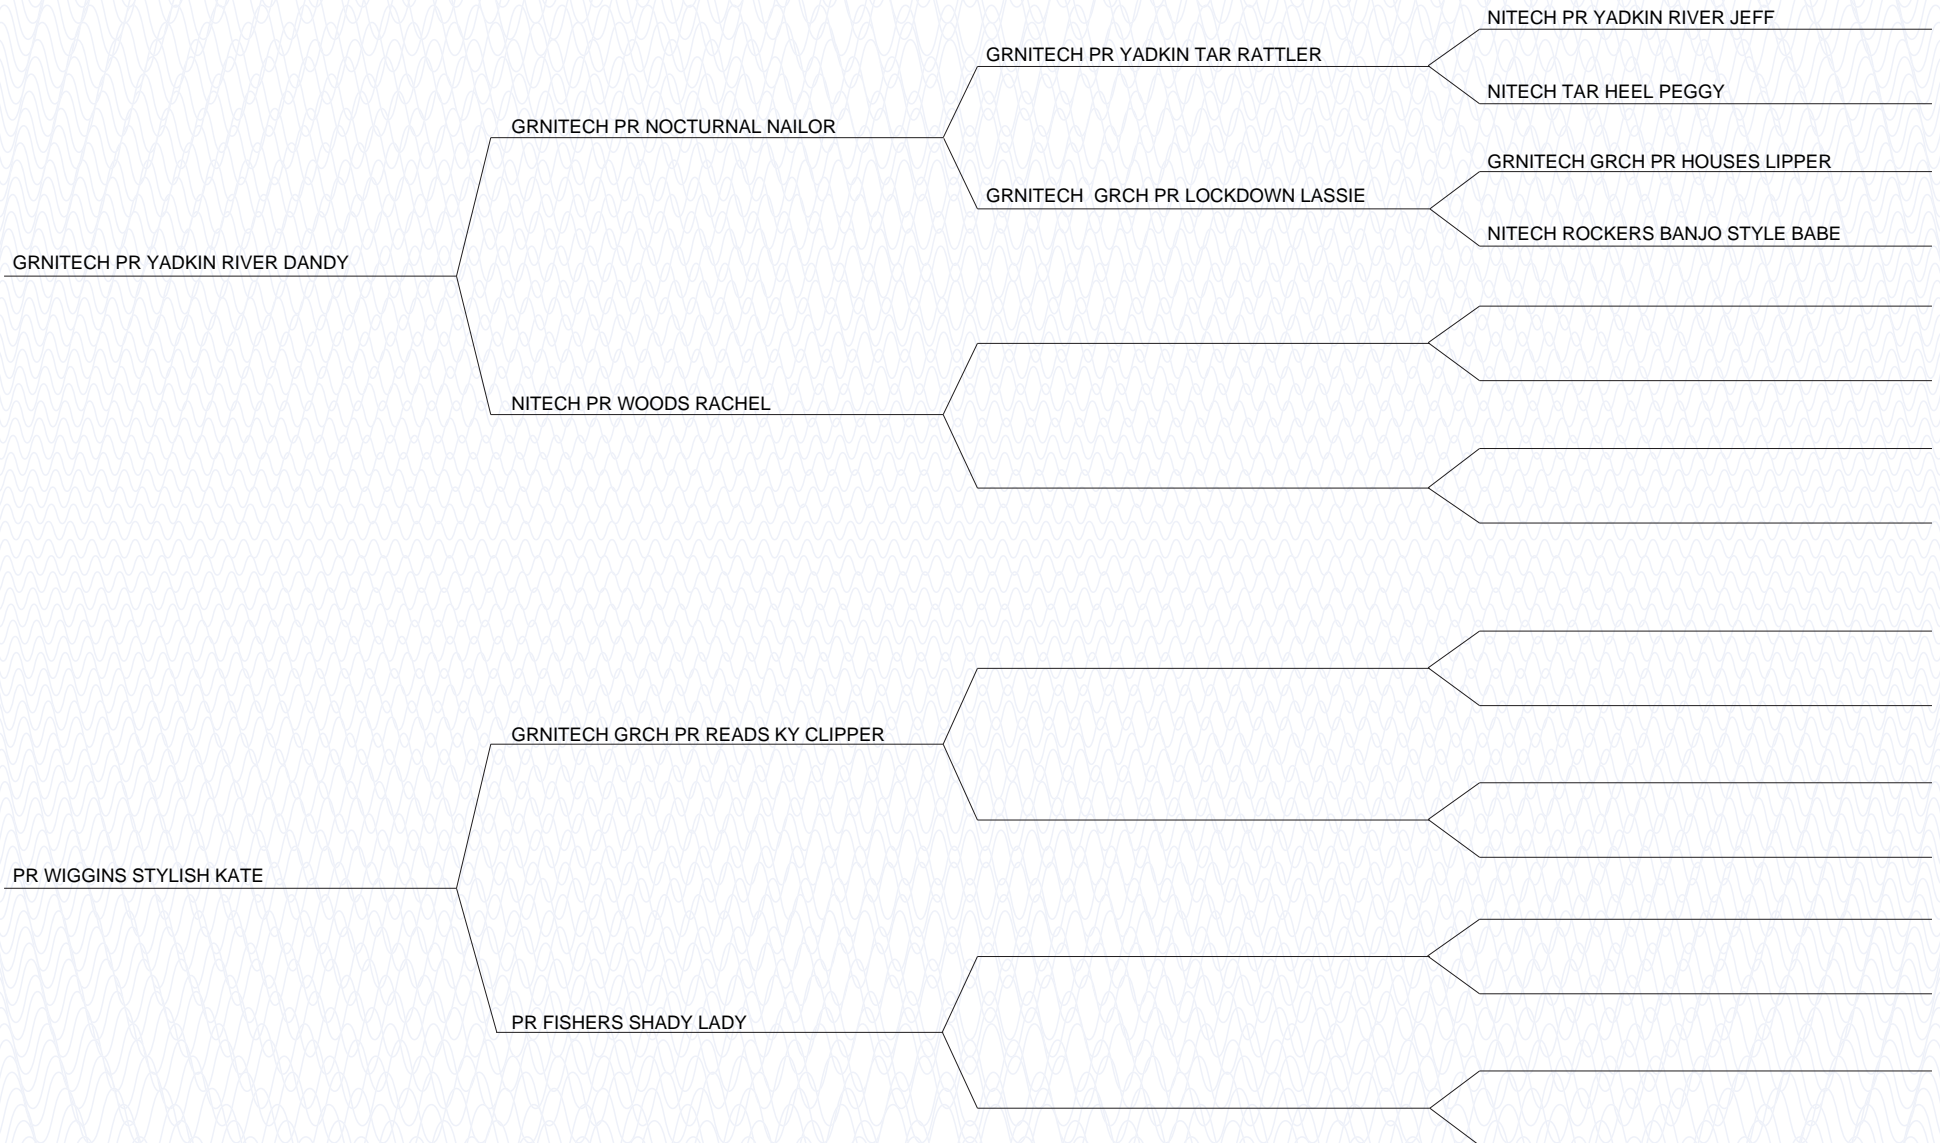 NITECH PR YADKIN RIVER JEFF
GRNITECH PR YADKIN TAR RATTLER
NITECH TAR HEEL PEGGY
GRNITECH PR NOCTURNAL NAILOR
GRNITECH GRCH PR HOUSES LIPPER
GRNITECH  GRCH PR LOCKDOWN LASSIE
NITECH ROCKERS BANJO STYLE BABE
GRNITECH PR YADKIN RIVER DANDY
NITECH PR WOODS RACHEL
GRNITECH GRCH PR READS KY CLIPPER
PR WIGGINS STYLISH KATE
PR FISHERS SHADY LADY